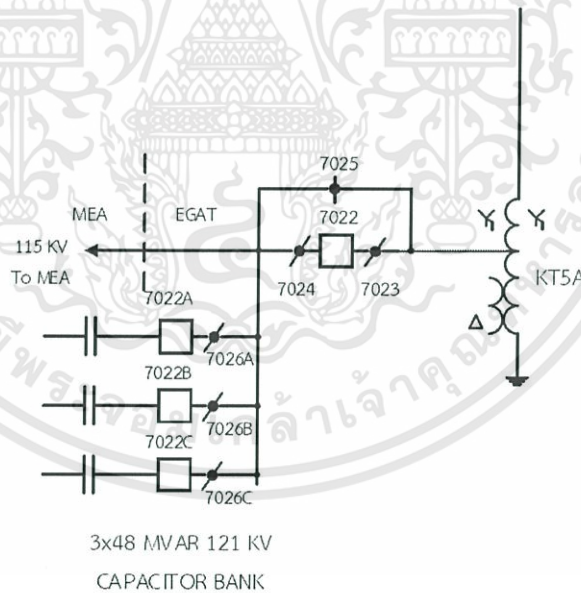 7025
MEA
EGAT
7022
115 KV
To MEA
7024
7023
KT5A
7022A
7026A
7022B
7026B
7022C
7026C
Δ
3x48 MVAR 121 KV
CAPACITOR BANK